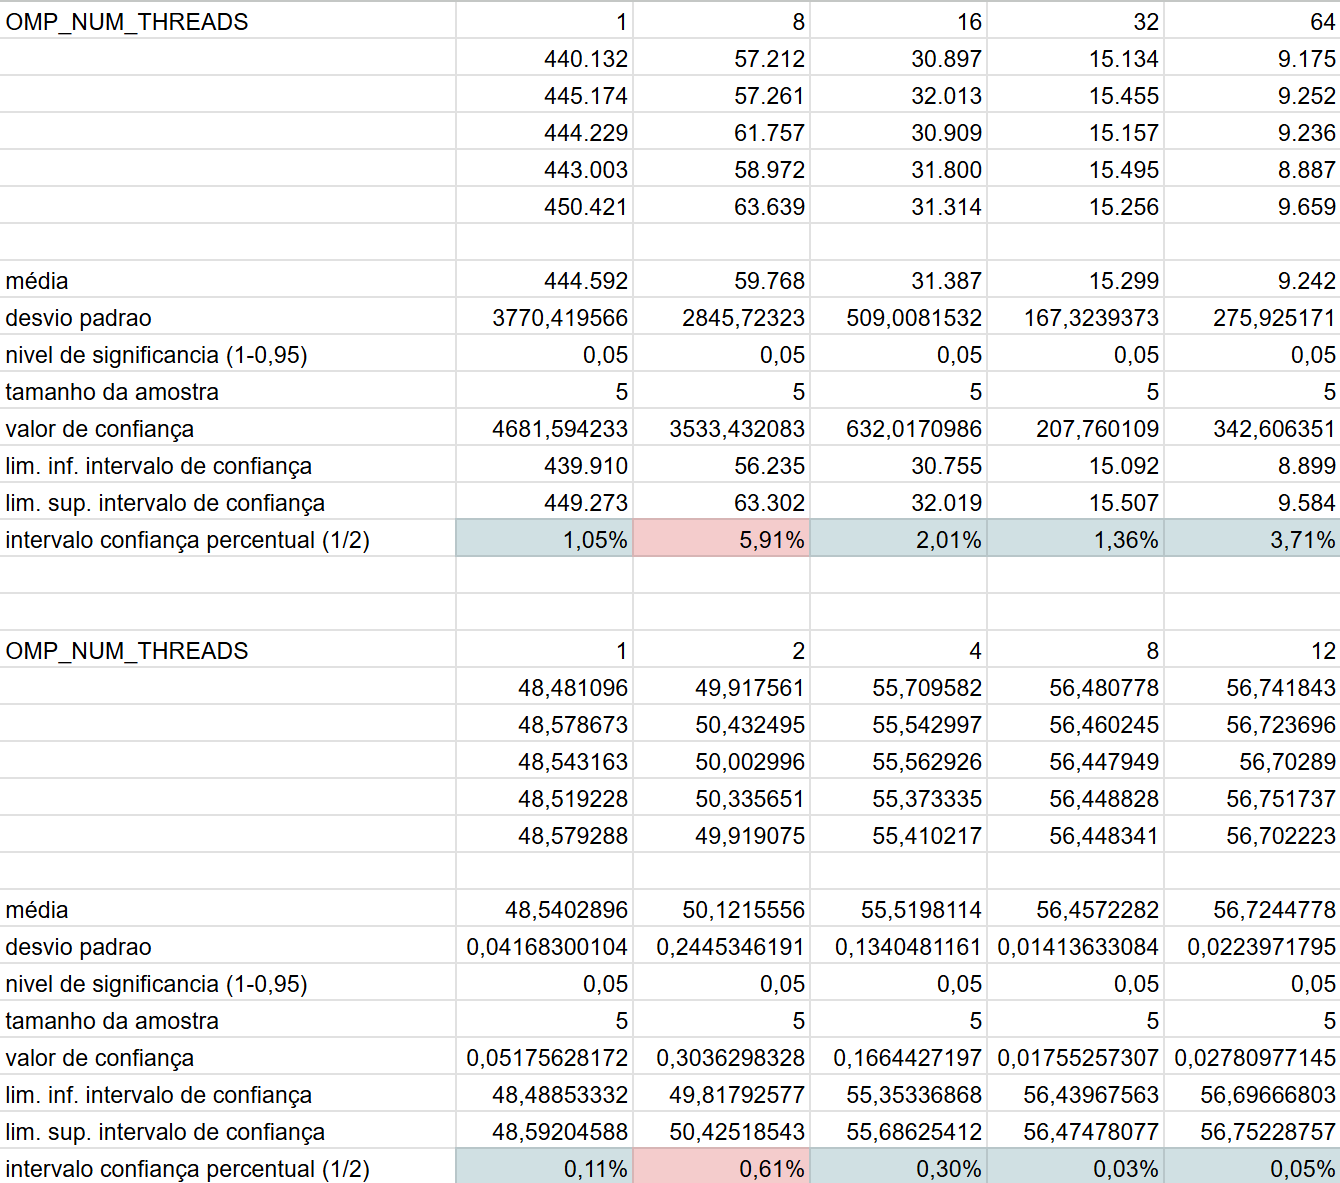 OMP_NUM_THREADS 1 8 16 32 64
440.132 57.212 30.897 15.134 9.175
445.174 57.261 32.013 15.455 9.252
444.229 61.757 30.909 15.157 9.236
443.003 58.972 31.800 15.495 8.887
450.421 63.639 31.314 15.256 9.659
média 444.592 59.768 31.387 15.299 9.242
desvio padrao 3770,419566 2845,72323 509,0081532 167,3239373 275,925171
nivel de significancia (1-0,95) 0,05 0,05 0,05 0,05 0,05
tamanho da amostra 5 5 5 5 5
valor de confiança 4681,594233 3533,432083 632,0170986 207,760109 342,606351
lim. inf. intervalo de confiança 439.910 56.235 30.755 15.092 8.899
lim. sup. intervalo de confiança 449.273 63.302 32.019 15.507 9.584
intervalo confiança percentual (1/2) 1,05% 5,91% 2,01% 1,36% 3,71%
OMP_NUM_THREADS 1 2 4 8 12
48,481096 49,917561 55,709582 56,480778 56,741843
48,578673 50,432495 55,542997 56,460245 56,723696
48,543163 50,002996 55,562926 56,447949 56,70289
48,519228 50,335651 55,373335 56,448828 56,751737
48,579288 49,919075 55,410217 56,448341 56,702223
média 48,5402896 50,1215556 55,5198114 56,4572282 56,7244778
desvio padrao 0,04168300104 0,2445346191 0,1340481161 0,01413633084 0,0223971795
nivel de significancia (1-0,95) 0,05 0,05 0,05 0,05 0,05
tamanho da amostra 5 5 5 5 5
valor de confiança 0,05175628172 0,3036298328 0,1664427197 0,01755257307 0,02780977145
lim. inf. intervalo de confiança 48,48853332 49,81792577 55,35336868 56,43967563 56,69666803
lim. sup. intervalo de confiança 48,59204588 50,42518543 55,68625412 56,47478077 56,75228757
intervalo confiança percentual (1/2) 0,11% 0,61% 0,30% 0,03% 0,05%